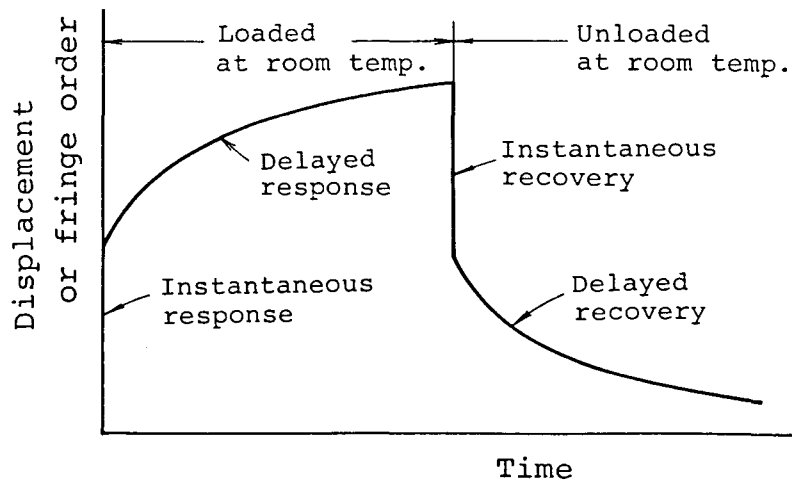 Loaded
at room temp.
Unloaded
at room temp.
Displacement
or fringe order
Delayed
response
Instantaneous
recovery
Instantaneous
response
Delayed
recovery
Time